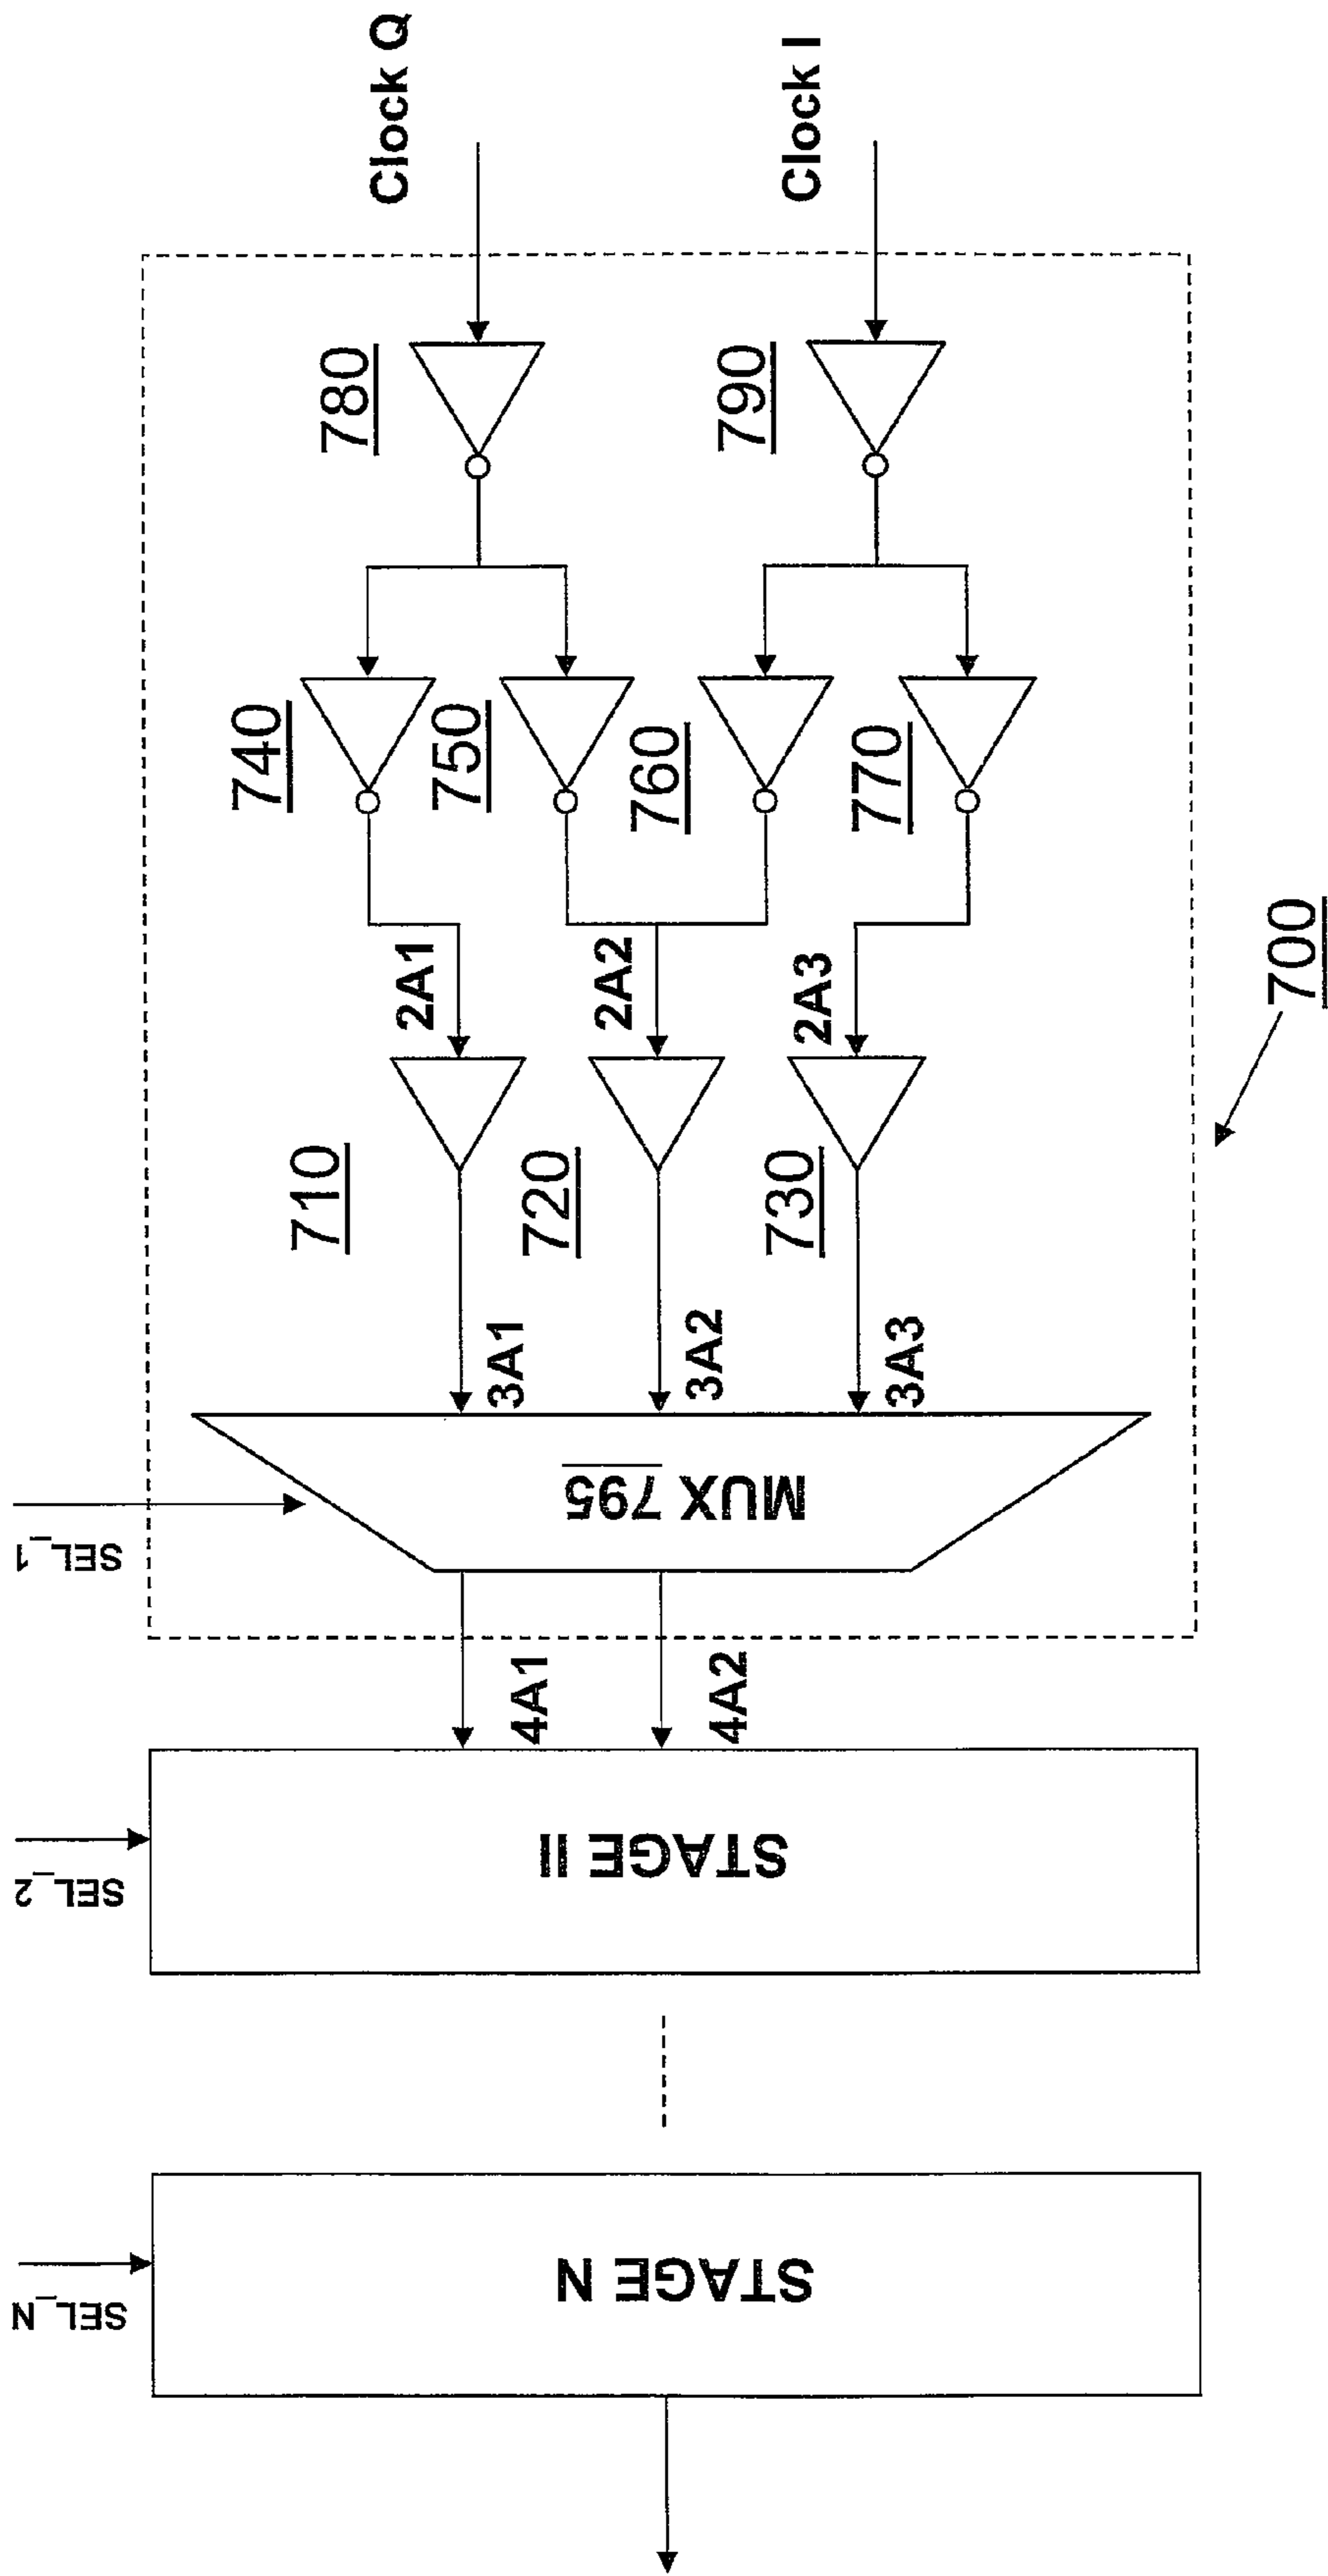 Clock Q
Clock I
780
790
740
750
760
770
2A1
2A2
2A3
710
720
730
3A1
3A2
3A3
MUX 795
SEL_1
4A1
4A2
700
STAGE II
SEL_2
STAGE N
SEL_N